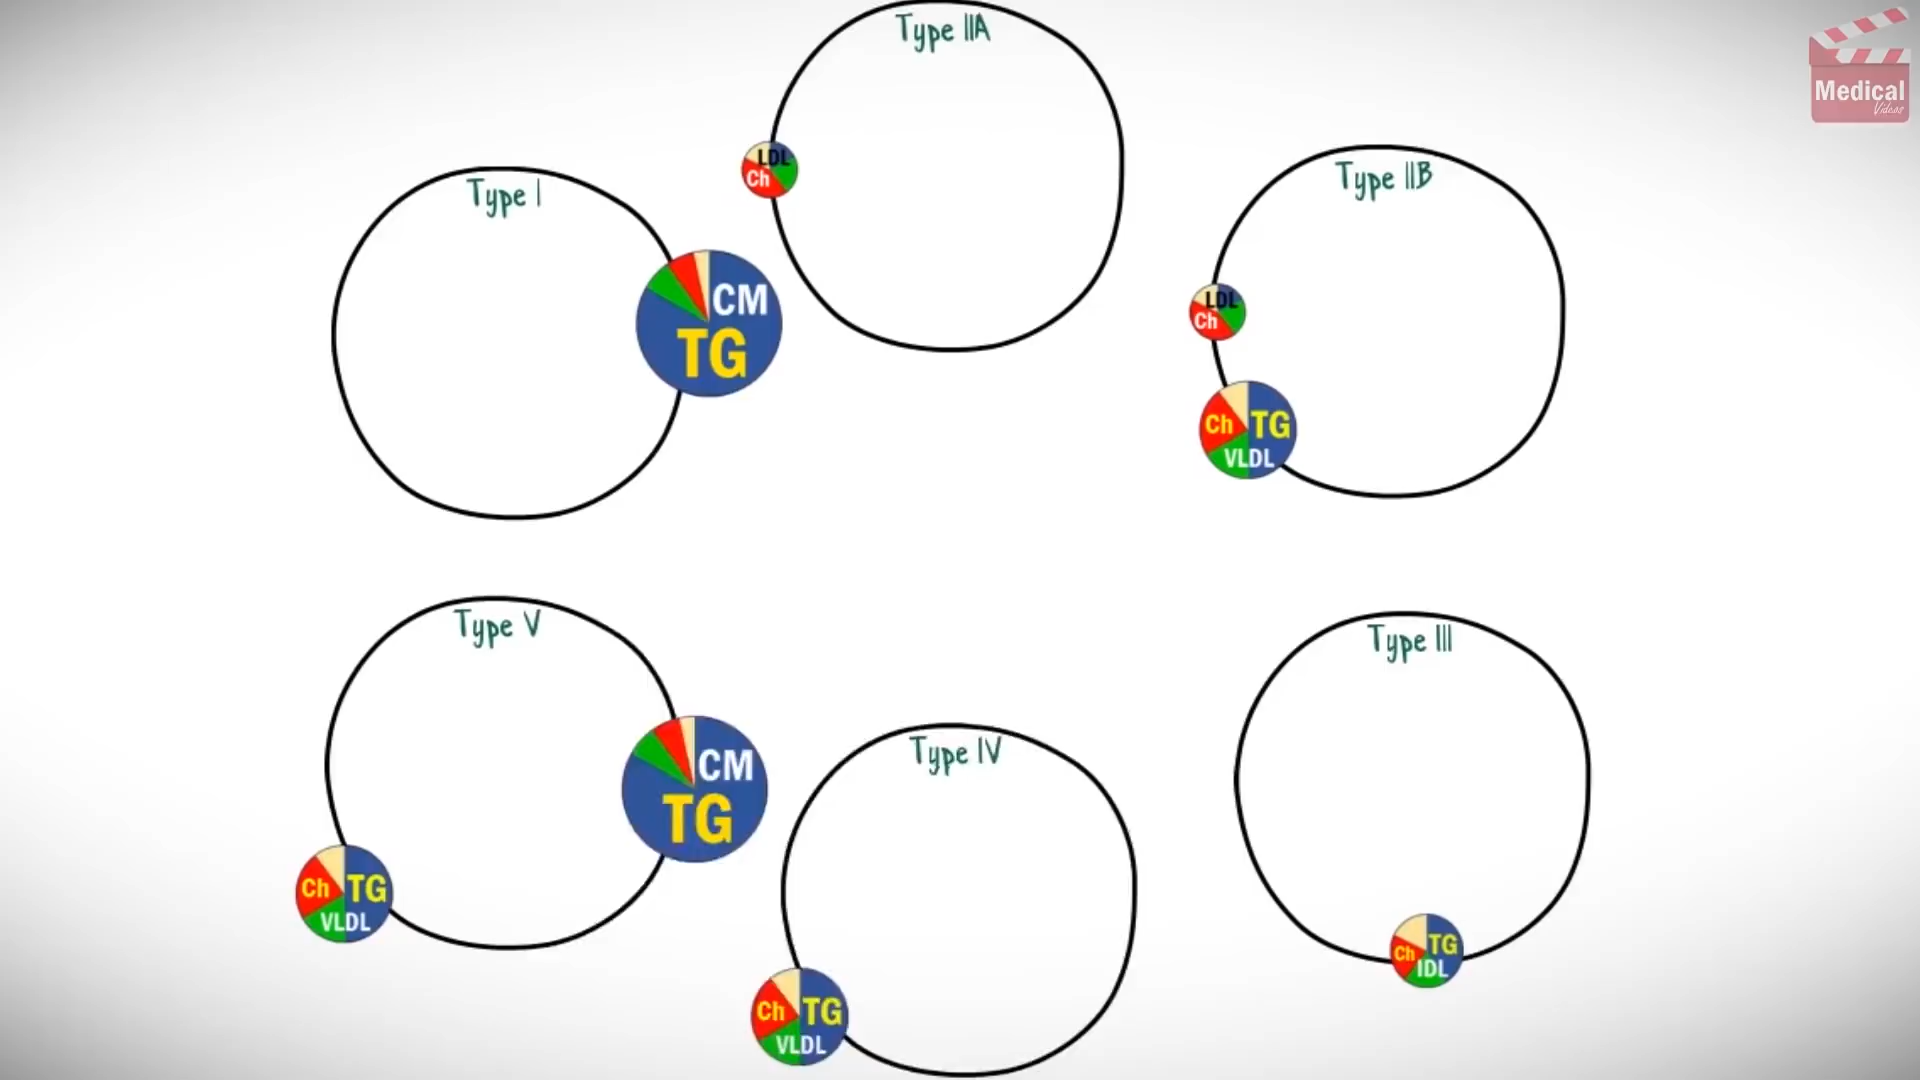 Type IIA
Medical
Videos
LDL
Ch
Type I
CM
TG
Type IIB
LDL
Ch
Ch TG
VLDL
Type V
CM
TG
Ch TG
VLDL
Type IV
Ch TG
VLDL
Type III
Ch TG
IDL